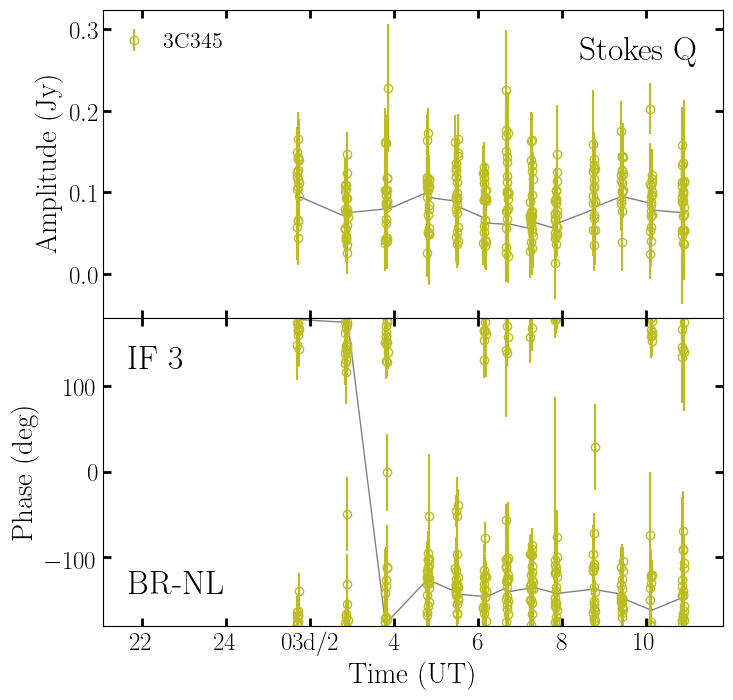 0.3
3C345
Stokes Q
0.2
Amplitude (Jy)
0.1
0.0
IF 3
100
0
Phase (deg)
−100
BR-NL
22 24 03d/2 4 6 8 10
Time (UT)